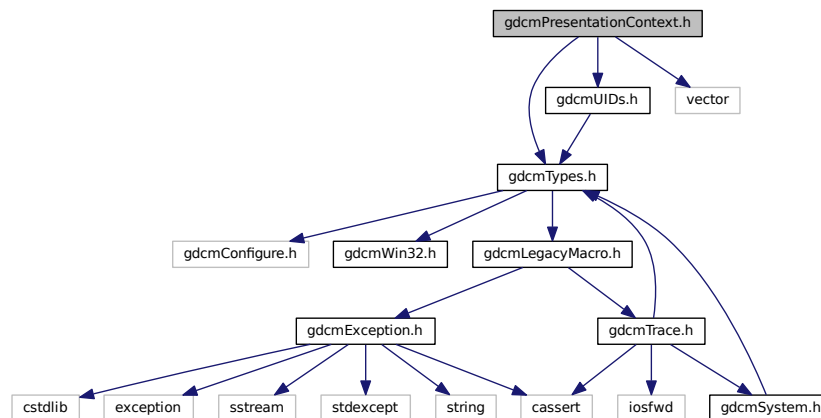 gdcmPresentationContext.h
gdcmUIDs.h
vector
gdcmTypes.h
gdcmConfigure.h
gdcmWin32.h
gdcmLegacyMacro.h
gdcmException.h
gdcmTrace.h
cstdlib
exception
sstream
stdexcept
string
cassert
iosfwd
gdcmSystem.h